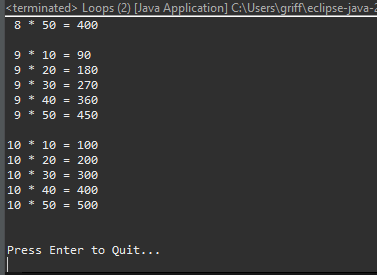 <terminated> Loops (2) [Java Application] C:\Users\griff\eclipse-java-2
8 * 50 = 400
9 * 10 = 90
9 * 20 = 180
9 * 30 = 270
9 * 40 = 360
9 * 50 = 450
10 * 10 = 100
10 * 20 = 200
10 * 30 = 300
10 * 40 = 400
10 * 50 = 500
Press Enter to Quit...